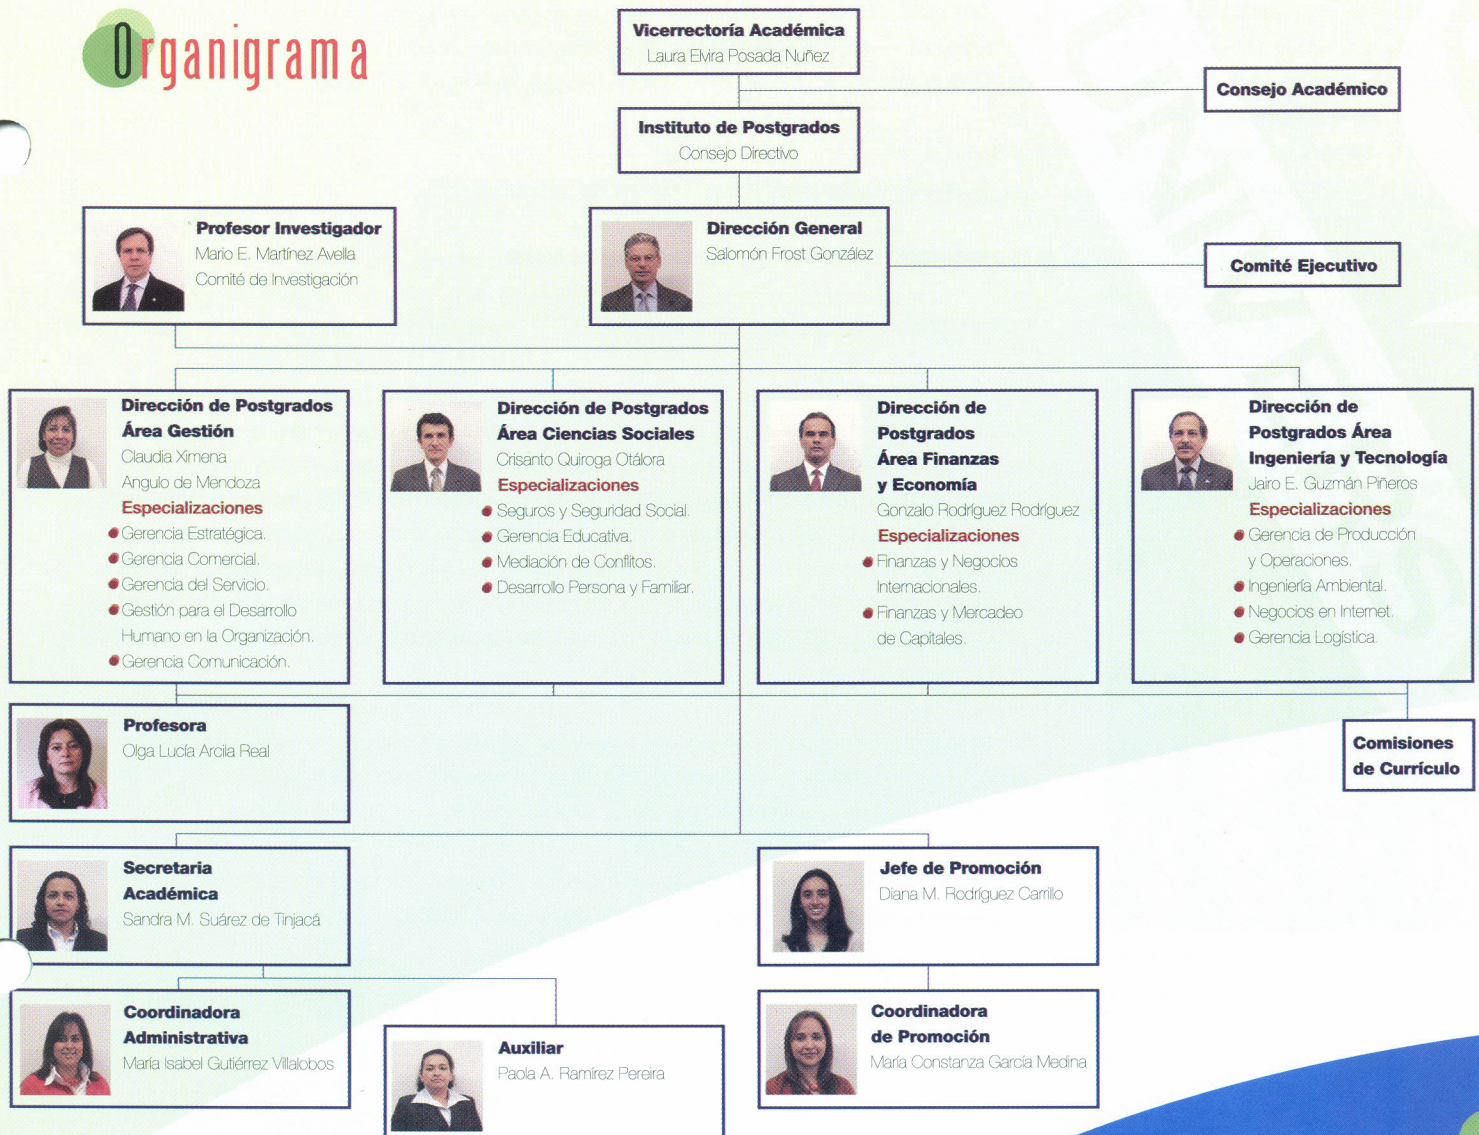 Organigrama
Vicerrectoría Académica
Laura Elvira Posada Nuñez
Consejo Académico
Instituto de Postgrados
Consejo Directivo
Profesor Investigador
Mario E. Martínez Avella
Comité de Investigación
Dirección General
Salomón Frost González
Comité Ejecutivo
Dirección de Postgrados
Área Gestión
Claudia Ximena
Angulo de Mendoza
Especializaciones
Gerencia Estratégica.
Gerencia Comercial.
Gerencia del Servicio.
Gestión para el Desarrollo
Humano en la Organización.
Gerencia Comunicación.
Dirección de Postgrados
Área Ciencias Sociales
Crisanto Quiroga Otálora
Especializaciones
Seguros y Seguridad Social.
Gerencia Educativa.
Mediación de Conflitos.
Desarrollo Persona y Familiar.
Dirección de
Postgrados
Área Finanzas
y Economía
Gonzalo Rodríguez Rodríguez
Especializaciones
Finanzas y Negocios
Internacionales.
Finanzas y Mercadeo
de Capitales.
Dirección de
Postgrados Área
Ingeniería y Tecnología
Jairo E. Guzmán Piñeros
Especializaciones
Gerencia de Producción
y Operaciones.
Ingeniería Ambiental.
Negocios en Internet.
Gerencia Logística.
Profesora
Olga Lucía Arcila Real
Comisiones
de Currículo
Secretaria
Académica
Sandra M. Suárez de Tinjacá
Jefe de Promoción
Diana M. Rodríguez Carrillo
Coordinadora
Administrativa
María Isabel Gutiérrez Villalobos
Auxiliar
Paola A. Ramírez Pereira
Coordinadora
de Promoción
María Constanza García Medina